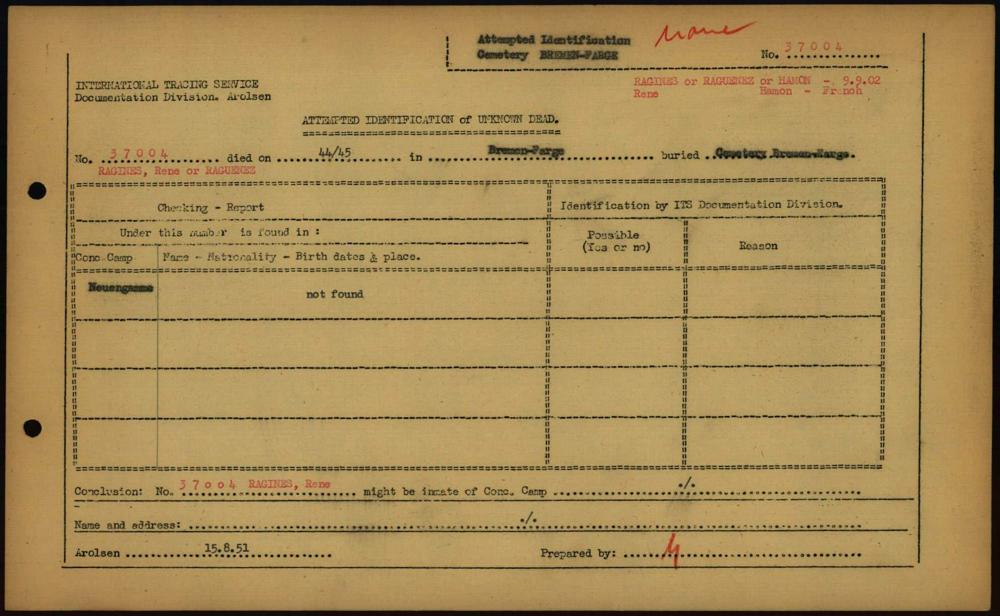 Attempted Identification
Cemetery BREMEN-FARGE
No. 37004
INTERNATIONAL TRACING SERVICE
Documentation Division. Arolsen
RAGINES or RAGUENEZ or HAMON - 9.9.02
Rene Hamon - French
ATTEMPTED IDENTIFICATION of UNKNOWN DEAD.
No. 37004 died on 44/45 in Bremen-Farge buried Cemetery Bremen-Farge.
RAGINES, Rene or RAGUENEZ
Checking - Report
Identification by ITS Documentation Division.
Under this number is found in :
Possible
(Yes or no)
Reason
Conc.Camp Name - Nationality - Birth dates & place.
Neuengamme not found
Conclusion: No. 37004 RAGINES, Rene might be inmate of Conc. Camp ./.
Name and address: ./.
Arolsen 15.8.51 Prepared by: